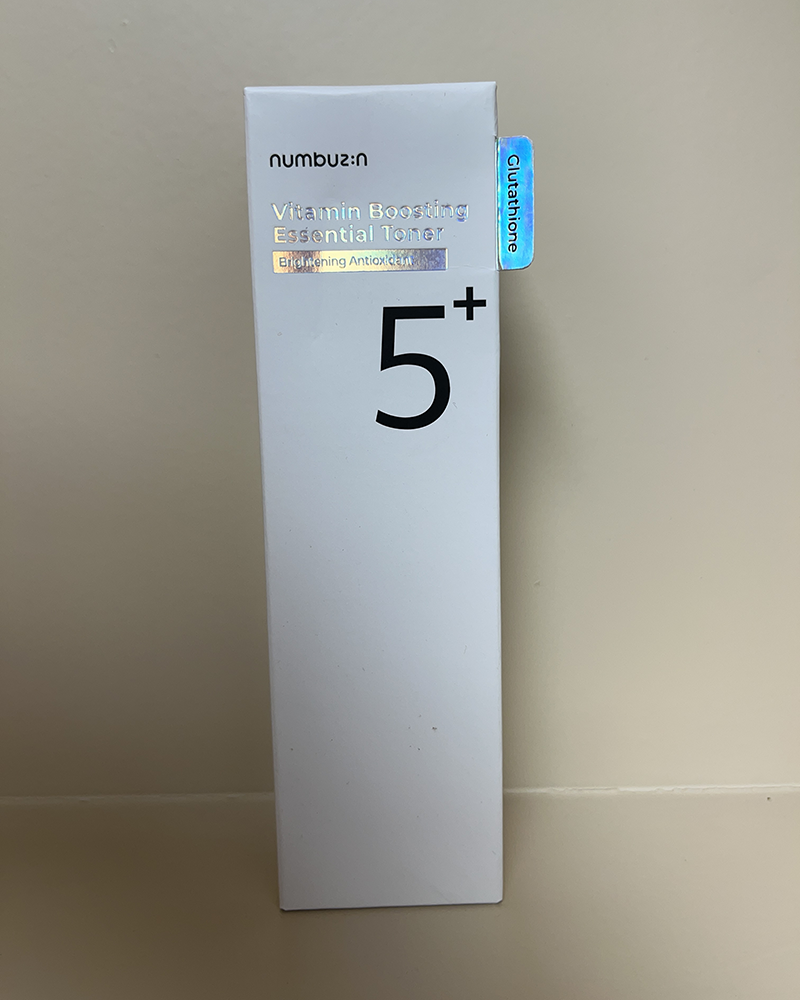 numbuz:n
Vitamin Boosting
Essential Toner
Brightening Antioxidant
5+
Glutathione